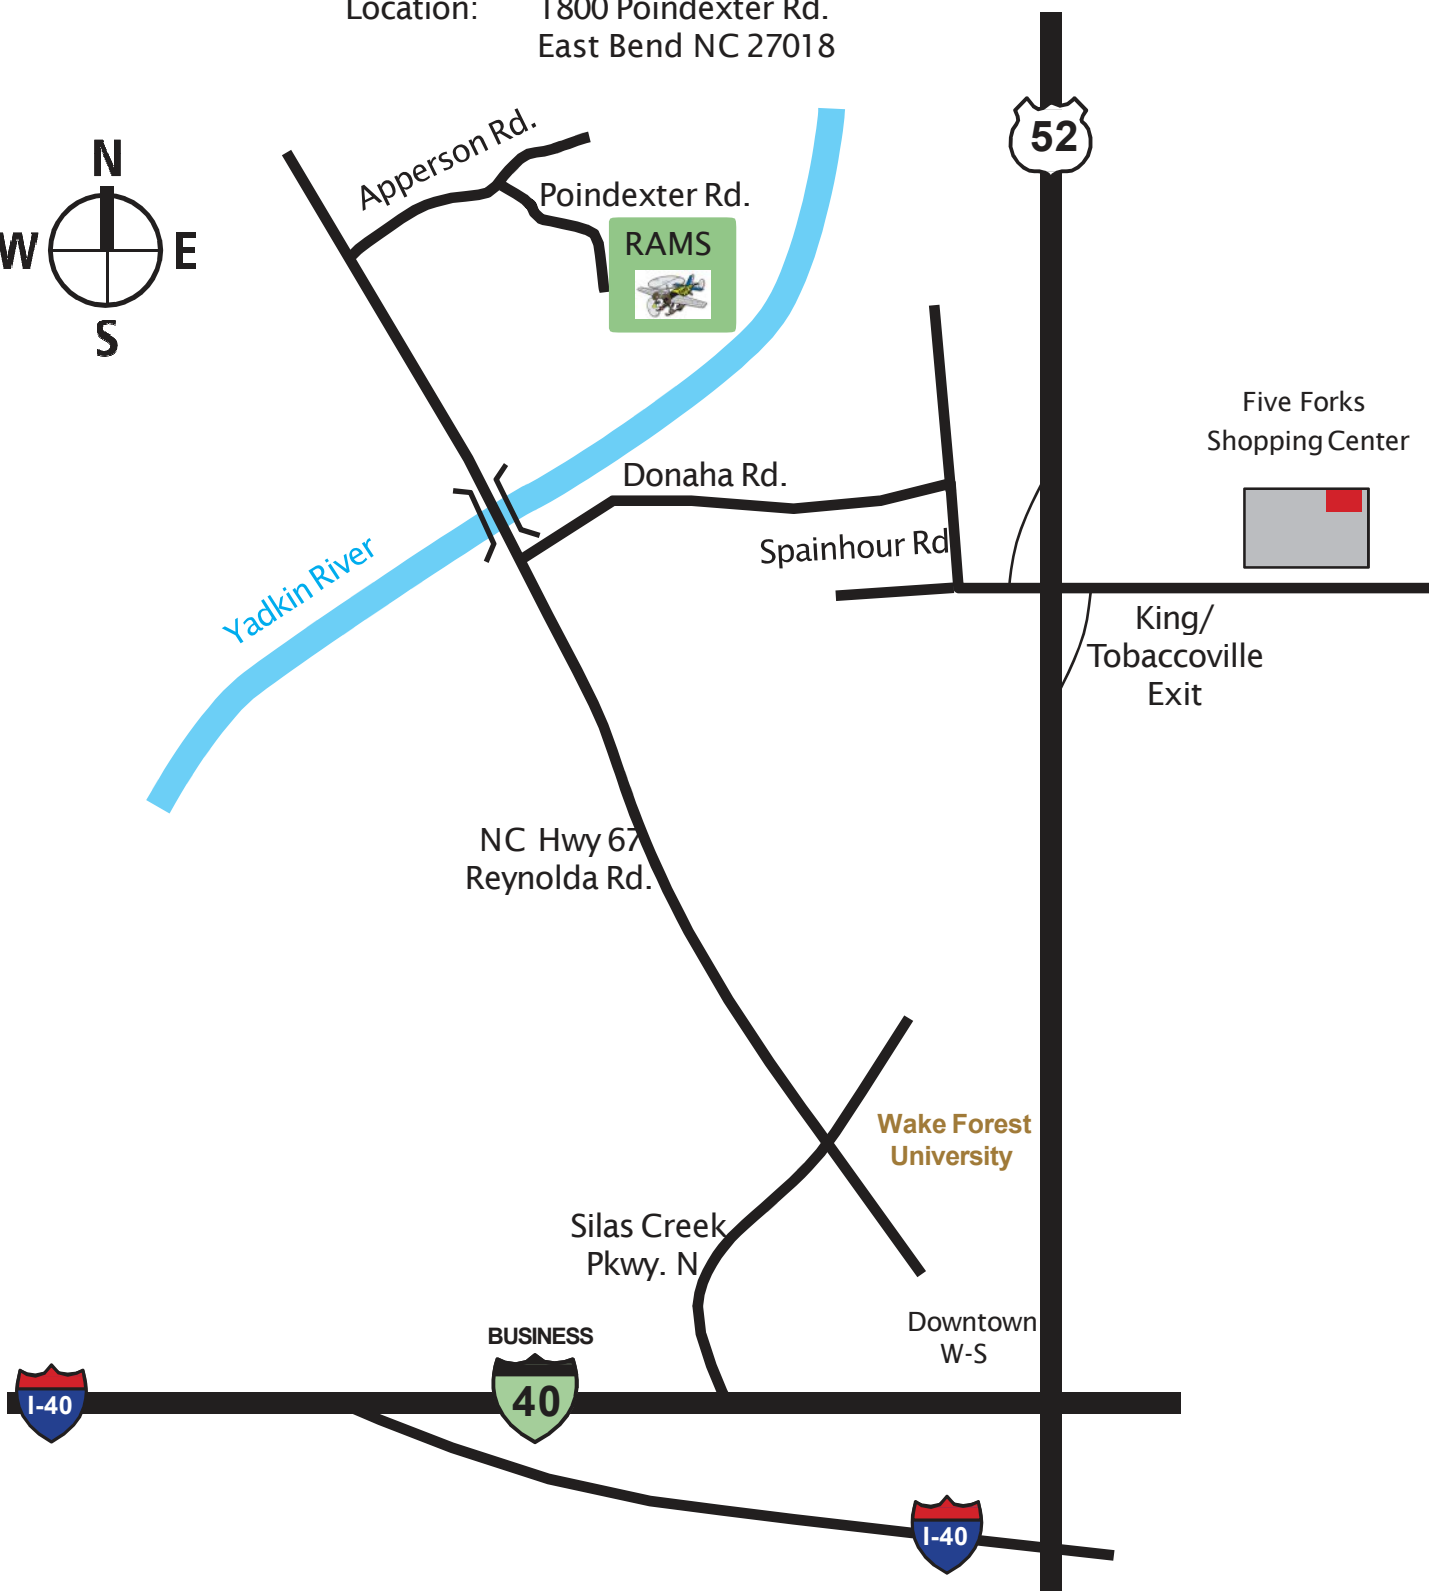 Location: 1800 Poindexter Rd.
East Bend NC 27018
52
N
W E
S
Apperson Rd.
Poindexter Rd.
RAMS
Five Forks
Shopping Center
Donaha Rd.
Spainhour Rd
Yadkin River
King/
Tobaccoville
Exit
NC Hwy 67
Reynolda Rd.
Wake Forest
University
Silas Creek
Pkwy. N
Downtown
W-S
BUSINESS
40
I-40
I-40